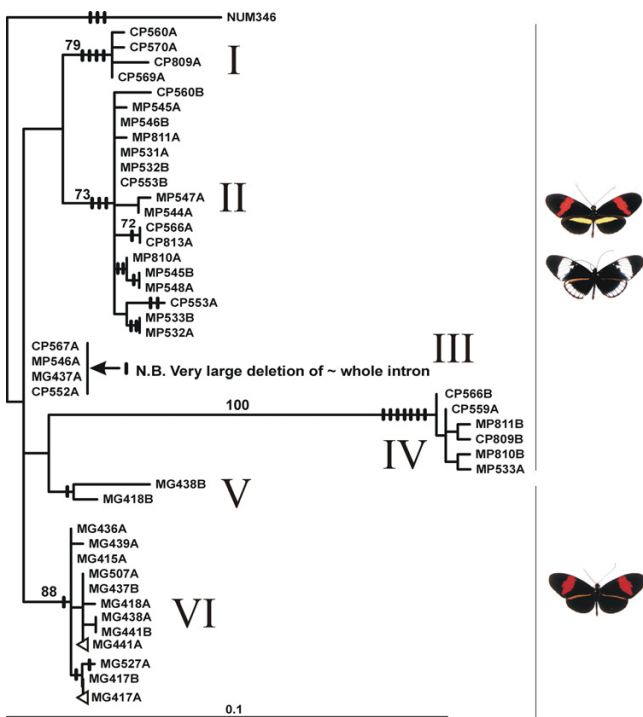 NUM346
79
CP560A
CP570A
CP809A
CP569A
I
CP560B
MP545A
MP546B
MP811A
MP531A
MP532B
CP553B
73
MP547A
MP544A
II
72
CP566A
CP813A
MP810A
MP545B
MP548A
CP553A
MP533B
MP532A
CP567A
MP546A
MG437A
CP552A
N.B. Very large deletion of ~ whole intron
III
100
CP566B
CP559A
MP811B
CP809B
MP810B
MP533A
IV
MG438B
MG418B
V
MG436A
MG439A
MG415A
MG507A
MG437B
88
MG418A
MG438A
MG441B
MG441A
VI
MG527A
MG417B
MG417A
0.1